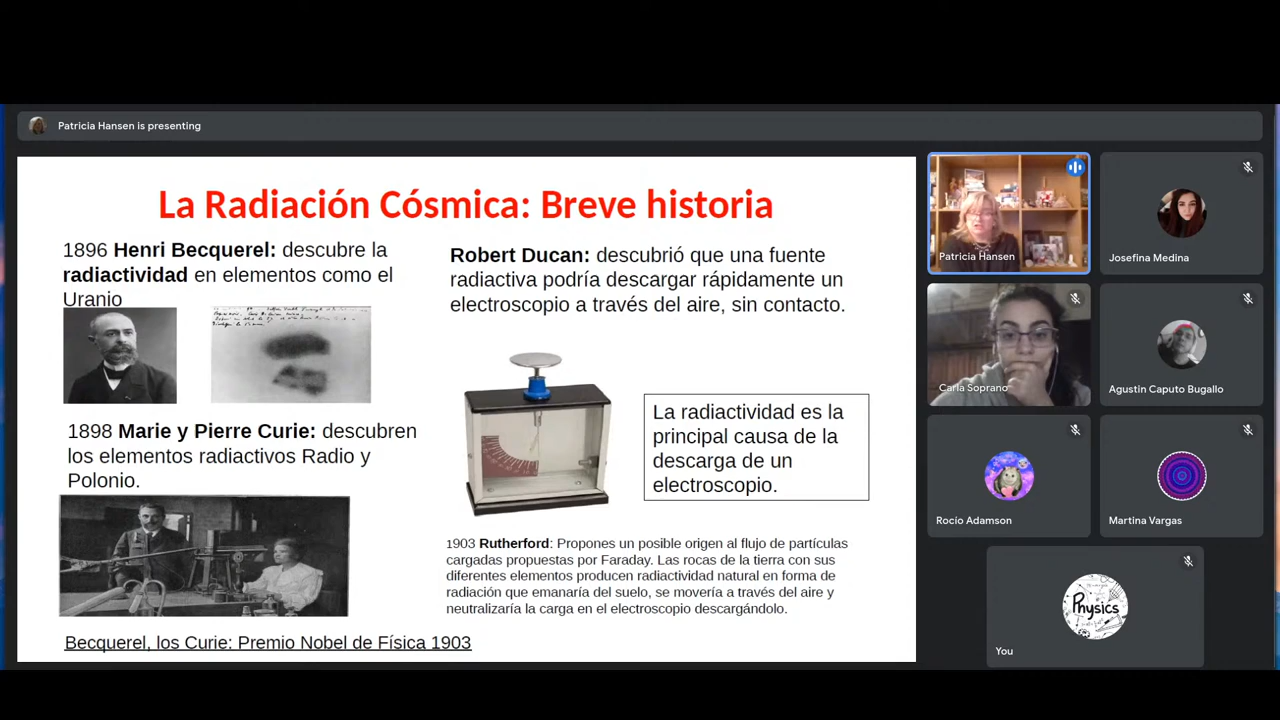 Patricia Hansen is presenting
La Radiación Cósmica: Breve historia
1896 Henri Becquerel: descubre la
radiactividad en elementos como el
Uranio
1898 Marie y Pierre Curie: descubren
los elementos radiactivos Radio y
Polonio.
Becquerel, los Curie: Premio Nobel de Física 1903
Robert Ducan: descubrió que una fuente
radiactiva podría descargar rápidamente un
electroscopio a través del aire, sin contacto.
La radiactividad es la
principal causa de la
descarga de un
electroscopio.
1903 Rutherford: Propones un posible origen al flujo de partículas
cargadas propuestas por Faraday. Las rocas de la tierra con sus
diferentes elementos producen radiactividad natural en forma de
radiación que emanaría del suelo, se movería a través del aire y
neutralizaría la carga en el electroscopio descargándolo.
Patricia Hansen
Josefina Medina
Carla Soprano
Agustin Caputo Bugallo
Rocío Adamson
Martina Vargas
Physics
You